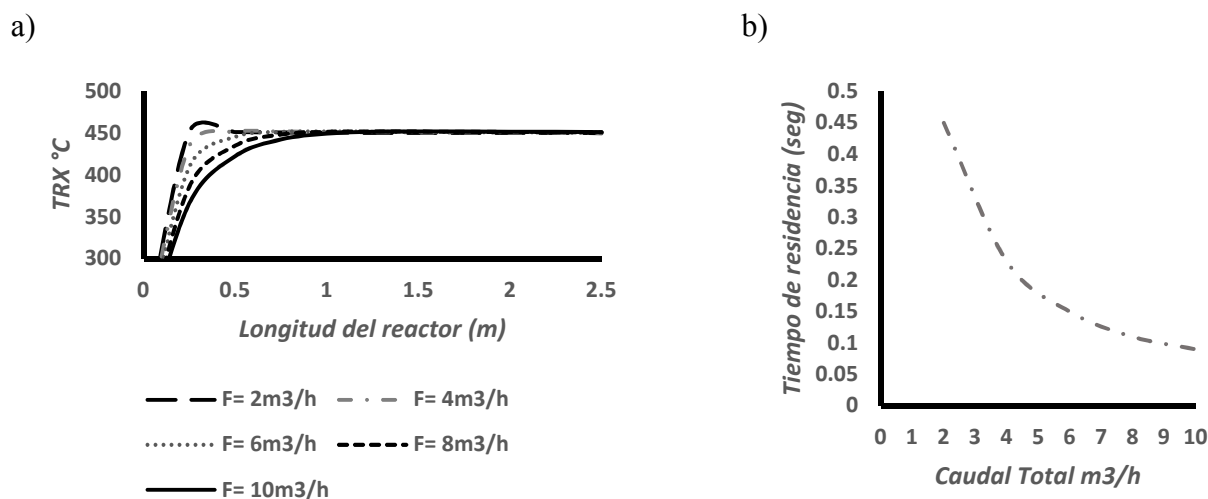 a)
500
450
400
350
300
TRX °C
0
0.5
1
1.5
2
2.5
Longitud del reactor (m)
F= 2m3/h
F= 4m3/h
F= 6m3/h
F= 8m3/h
F= 10m3/h
b)
0.5
0.45
0.4
0.35
0.3
0.25
0.2
0.15
0.1
0.05
0
Tiempo de residencia (seg)
0 1 2 3 4 5 6 7 8 9 10
Caudal Total m3/h